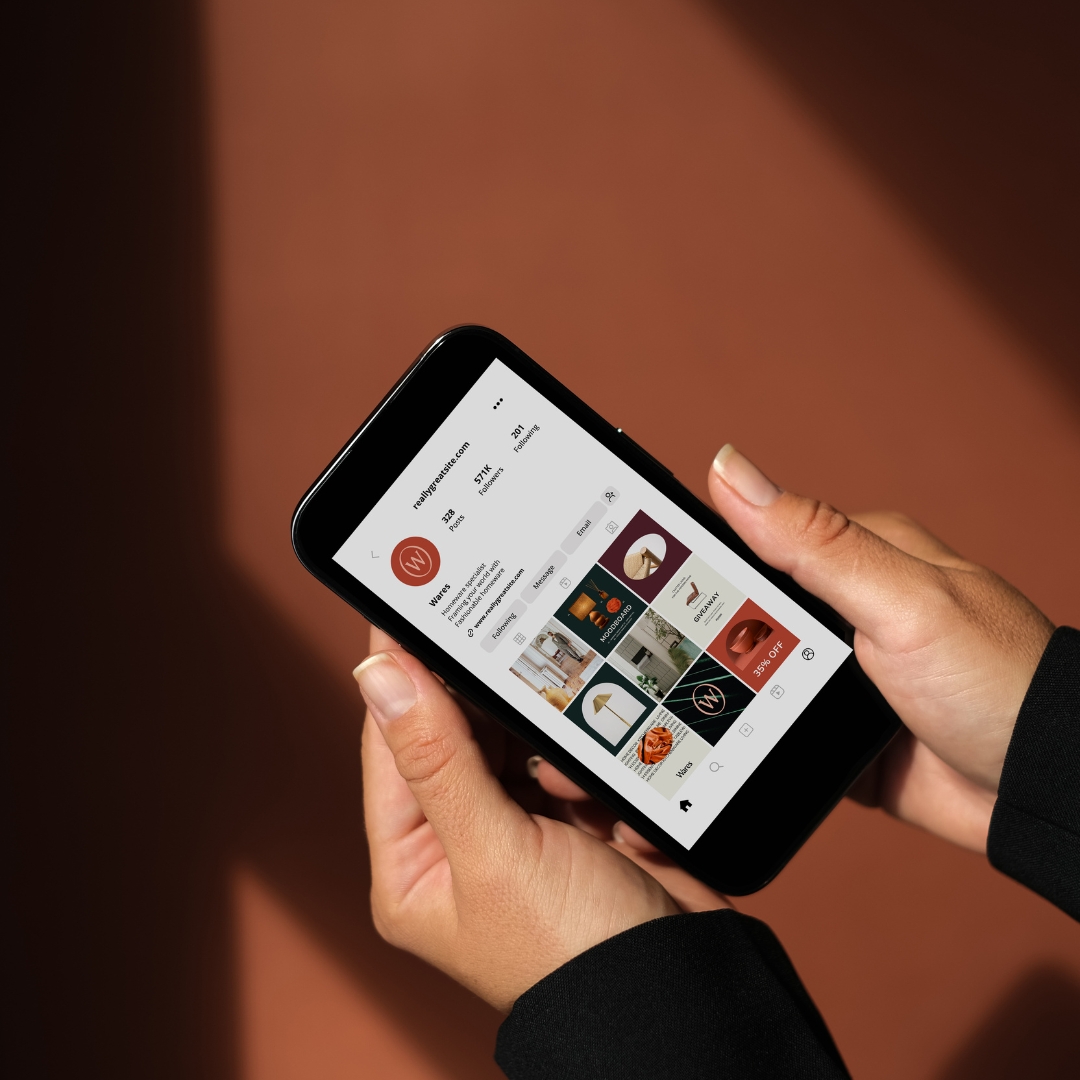 reallygreatsite.com
W
328
Posts
571K
Followers
201
Following
Wares
Homeware specialist
Framing your world with
Fashionable homeware
www.reallygreatsite.com
Following
Message
Email
MOODBOARD
GIVEAWAY
W
35% OFF
Wares